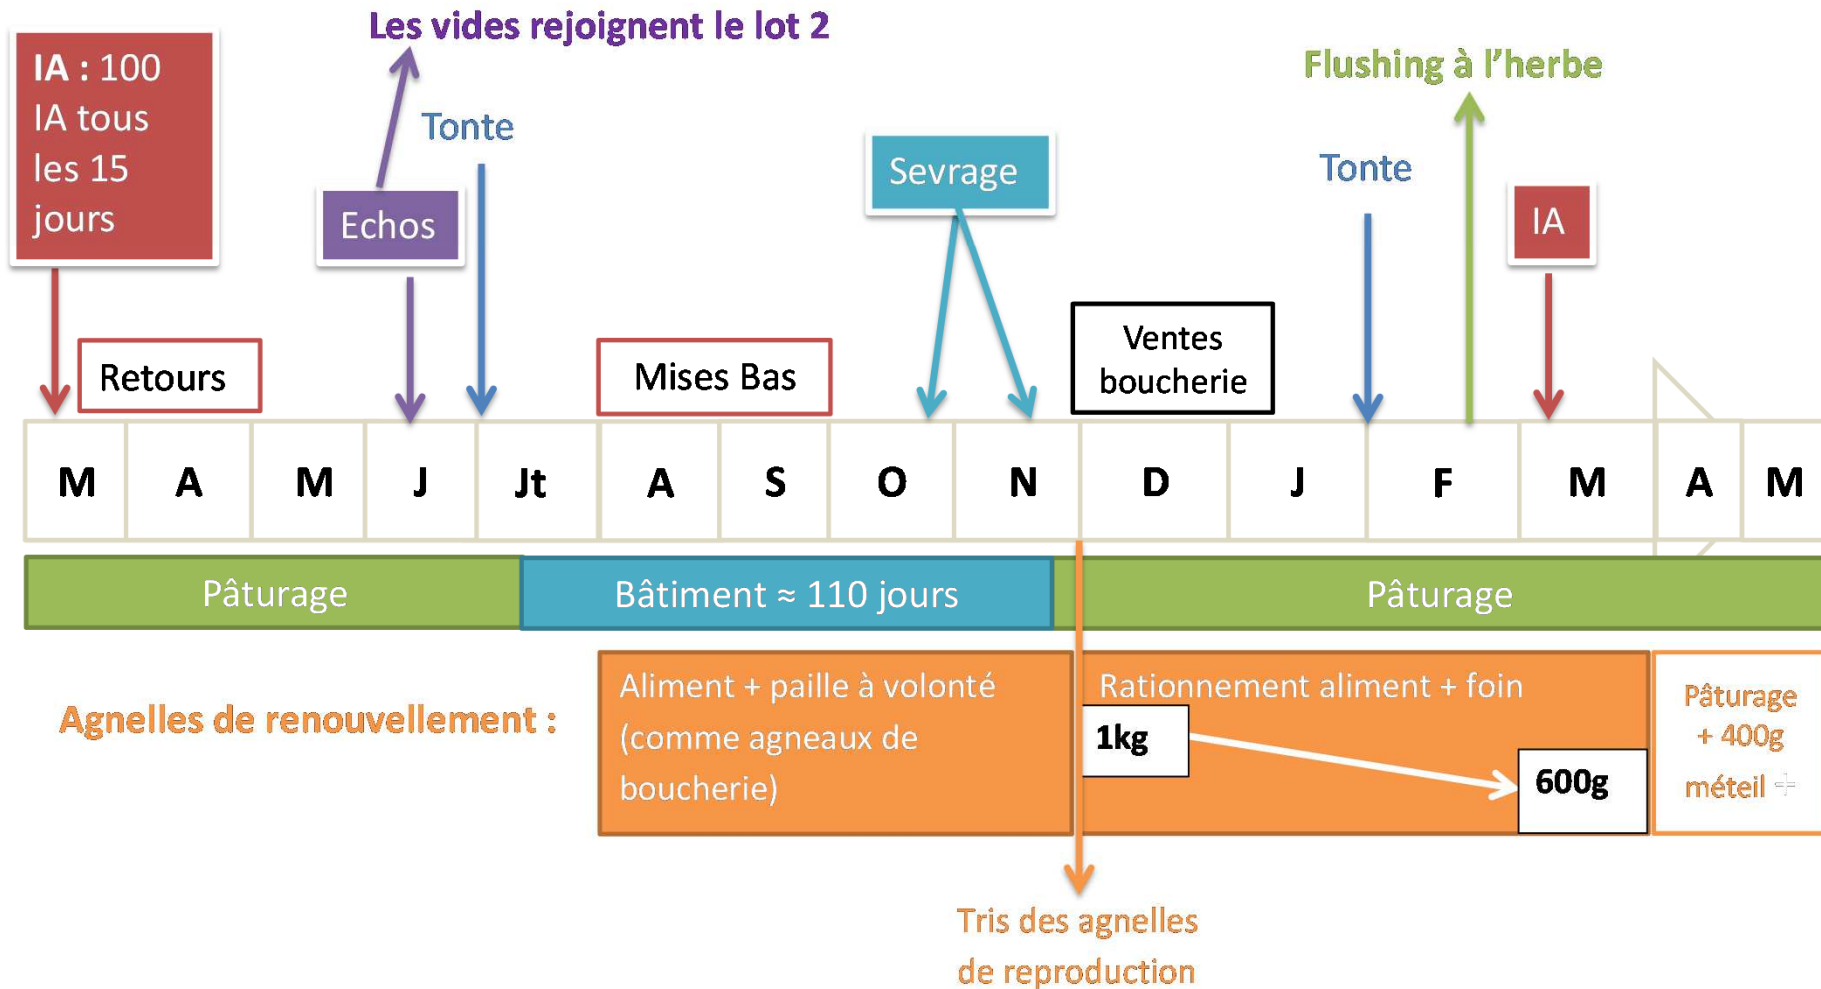 Les vides rejoignent le lot 2
IA : 100
IA tous
les 15
jours
Flushing à l'herbe
Tonte
Echos
Sevrage
Tonte
IA
Retours
Mises Bas
Ventes
boucherie
M A M J Jt A S O N D J F M A M
Pâturage
Bâtiment ≈ 110 jours
Pâturage
Agnelles de renouvellement :
Aliment + paille à volonté
(comme agneaux de
boucherie)
Rationnement aliment + foin
1kg
600g
Pâturage
+ 400g
méteil +
Tris des agnelles
de reproduction